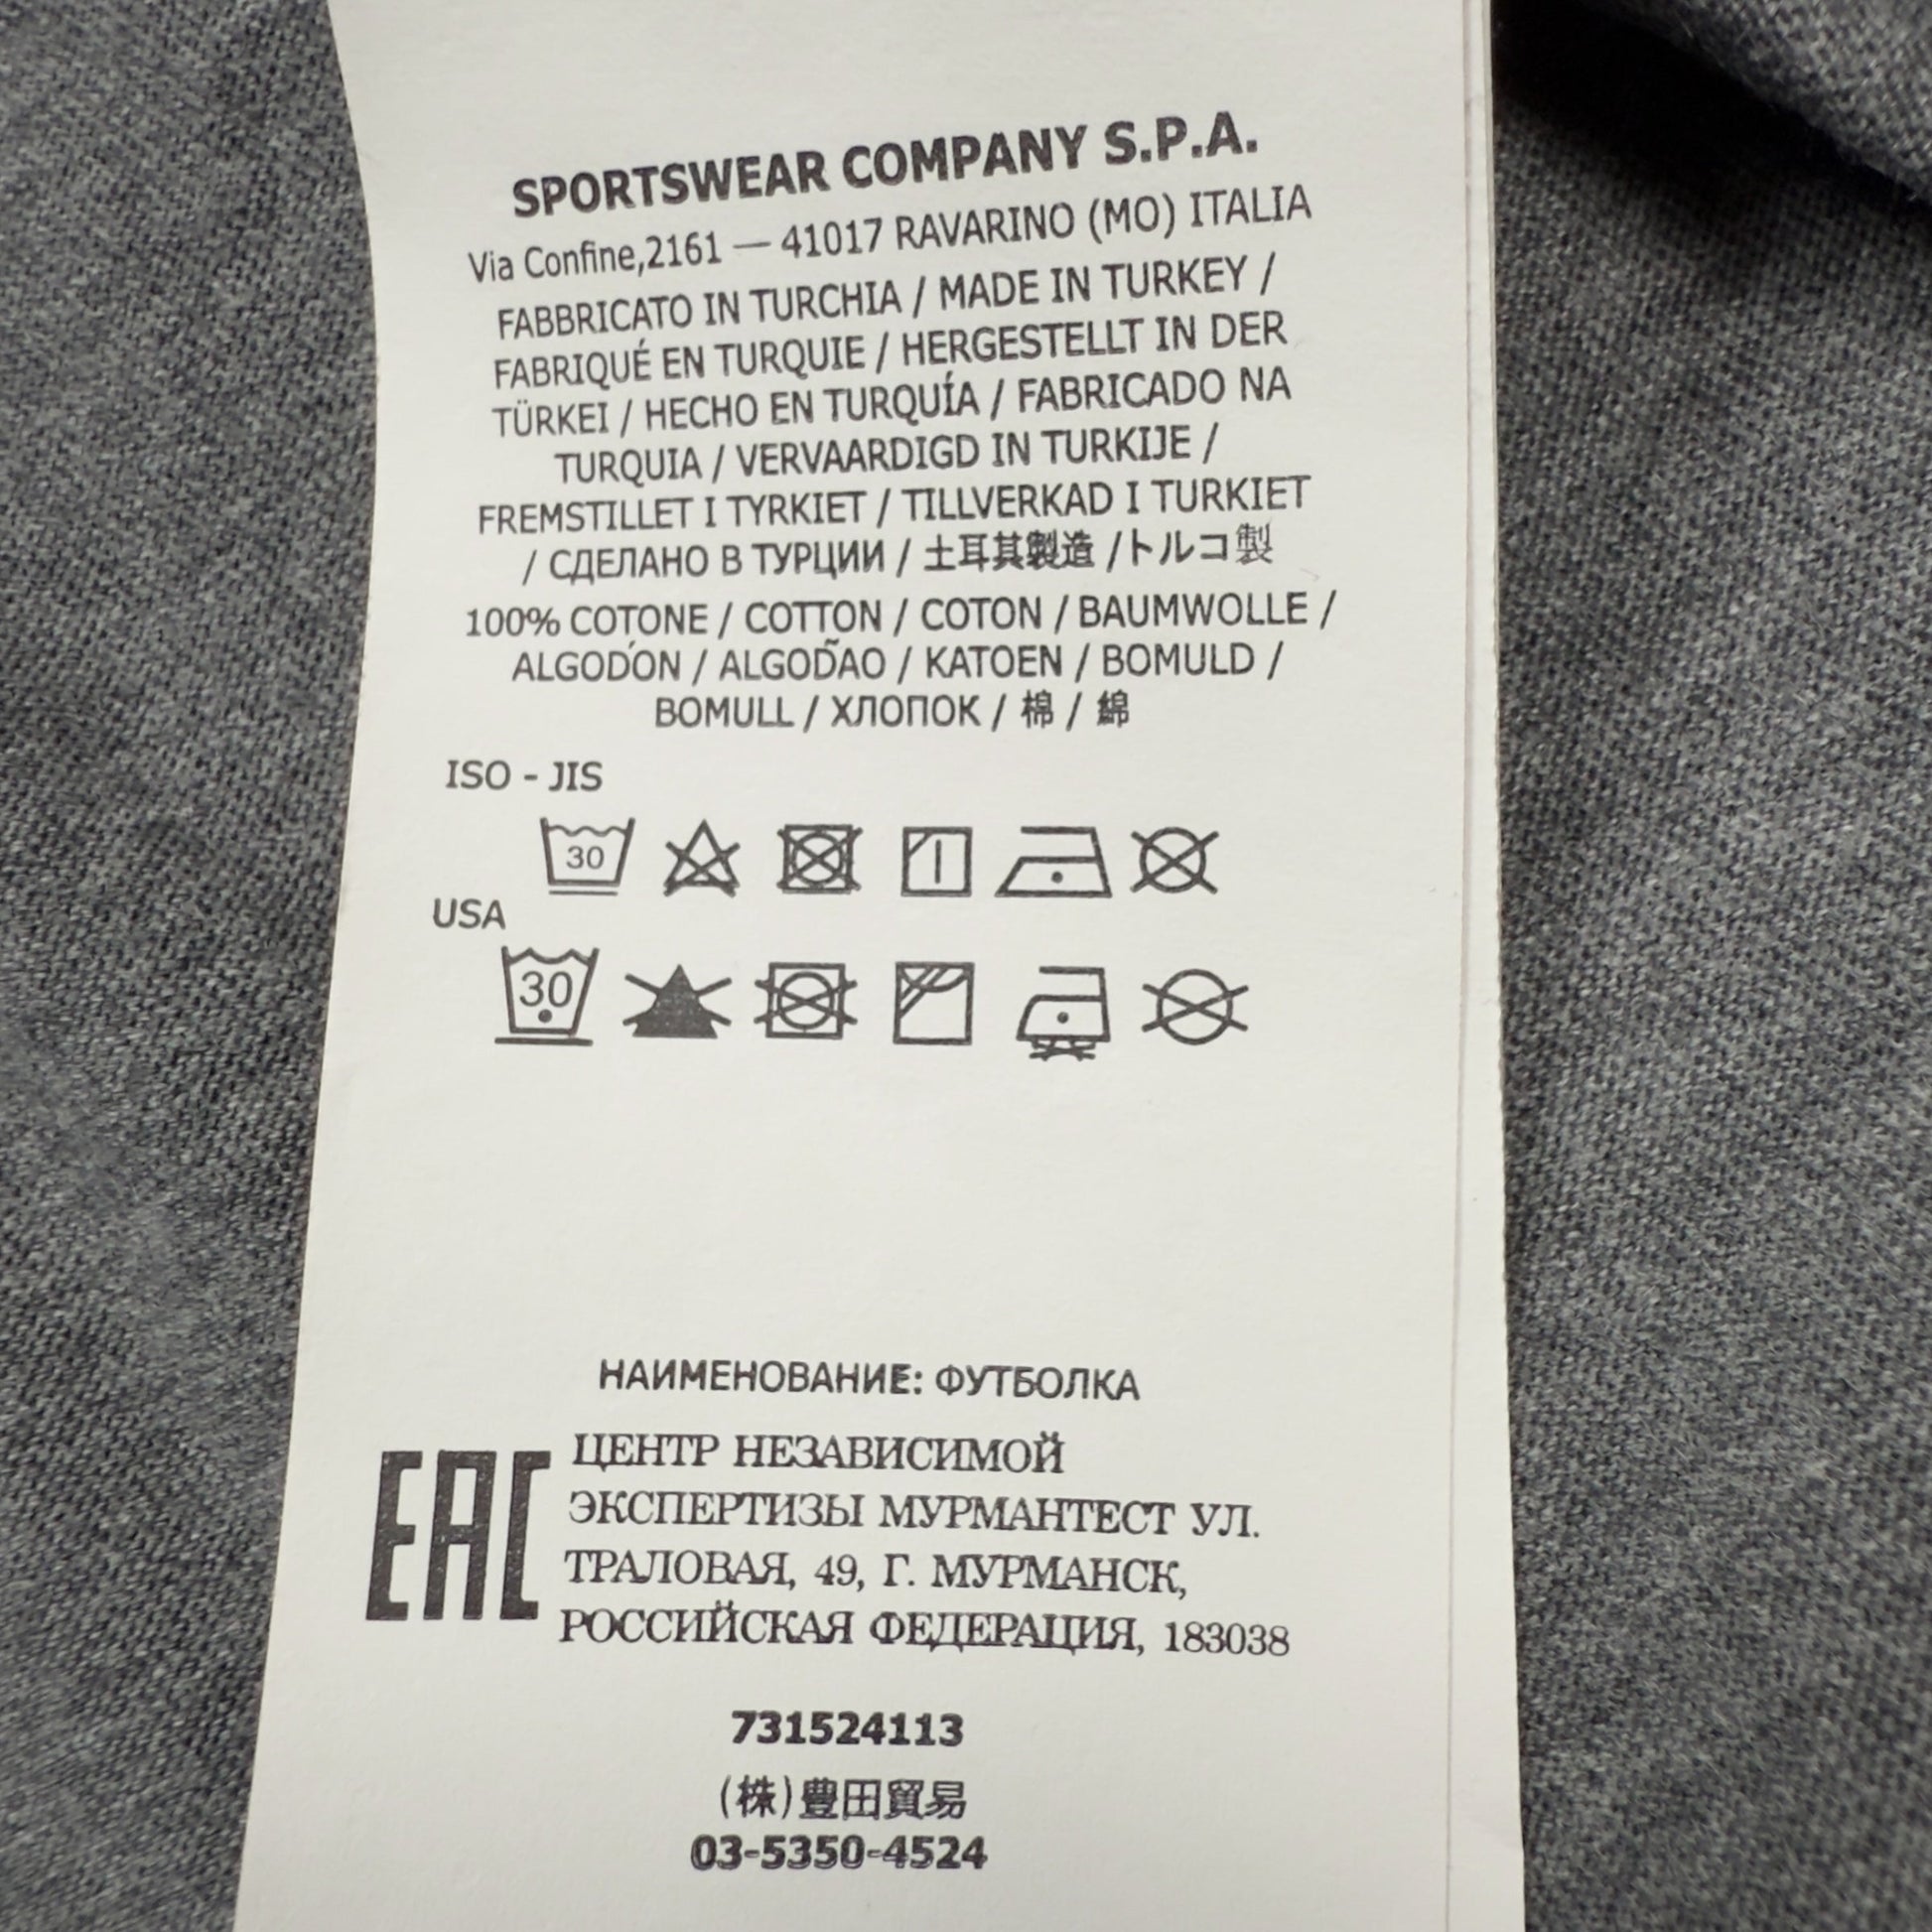 SPORTSWEAR COMPANY S.P.A.
Via Confine,2161 — 41017 RAVARINO (MO) ITALIA
FABBRICATO IN TURCHIA / MADE IN TURKEY /
FABRIQUÉ EN TURQUIE / HERGESTELLT IN DER
TÜRKEI / HECHO EN TURQUÍA / FABRICADO NA
TURQUIA / VERVAARDIGD IN TURKIJE /
FREMSTILLET I TYRKIET / TILLVERKAD I TURKIET
/ СДЕЛАНО В ТУРЦИИ / 土耳其製造 /トルコ製
100% COTONE / COTTON / COTON / BAUMWOLLE /
ALGODÓN / ALGODÃO / KATOEN / BOMULD /
BOMULL / ХЛОПОК / 棉 / 綿
ISO - JIS
30
USA
30
НАИМЕНОВАНИЕ: ФУТБОЛКА
EAC
ЦЕНТР НЕЗАВИСИМОЙ
ЭКСПЕРТИЗЫ МУРМАНТЕСТ УЛ.
ТРАЛОВАЯ, 49, Г. МУРМАНСК,
РОССИЙСКАЯ ФЕДЕРАЦИЯ, 183038
731524113
(株)豊田貿易
03-5350-4524